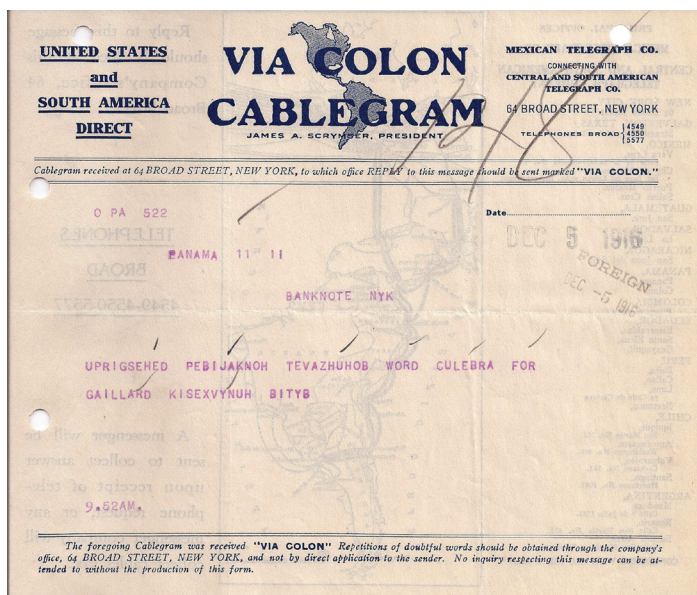 UNITED STATES
and
SOUTH AMERICA
DIRECT
VIA COLON
CABLEGRAM
JAMES A. SCRYMSER, PRESIDENT
MEXICAN TELEGRAPH CO.
CONNECTING WITH
CENTRAL AND SOUTH AMERICAN
TELEGRAPH CO.
64 BROAD STREET, NEW YORK
TELEPHONES BROAD
4549
4550
5577
Cablegram received at 64 BROAD STREET, NEW YORK, to which office REPLY to this message should be sent marked "VIA COLON."
O PA 522
Date
DEC 5 1916
PANAMA 11 11
FOREIGN
DEC -5 1916
BANKNOTE NYK
UPRIGSEHED PEBIJAKNOH TEVAZHUHOB WORD CULEBRA FOR
GAILLARD KISEXVYNUH BITYB
9.52AM.
The foregoing Cablegram was received "VIA COLON" Repetitions of doubtful words should be obtained through the company's
office, 64 BROAD STREET, NEW YORK, and not by direct application to the sender. No inquiry respecting this message can be at-
tended to without the production of this form.